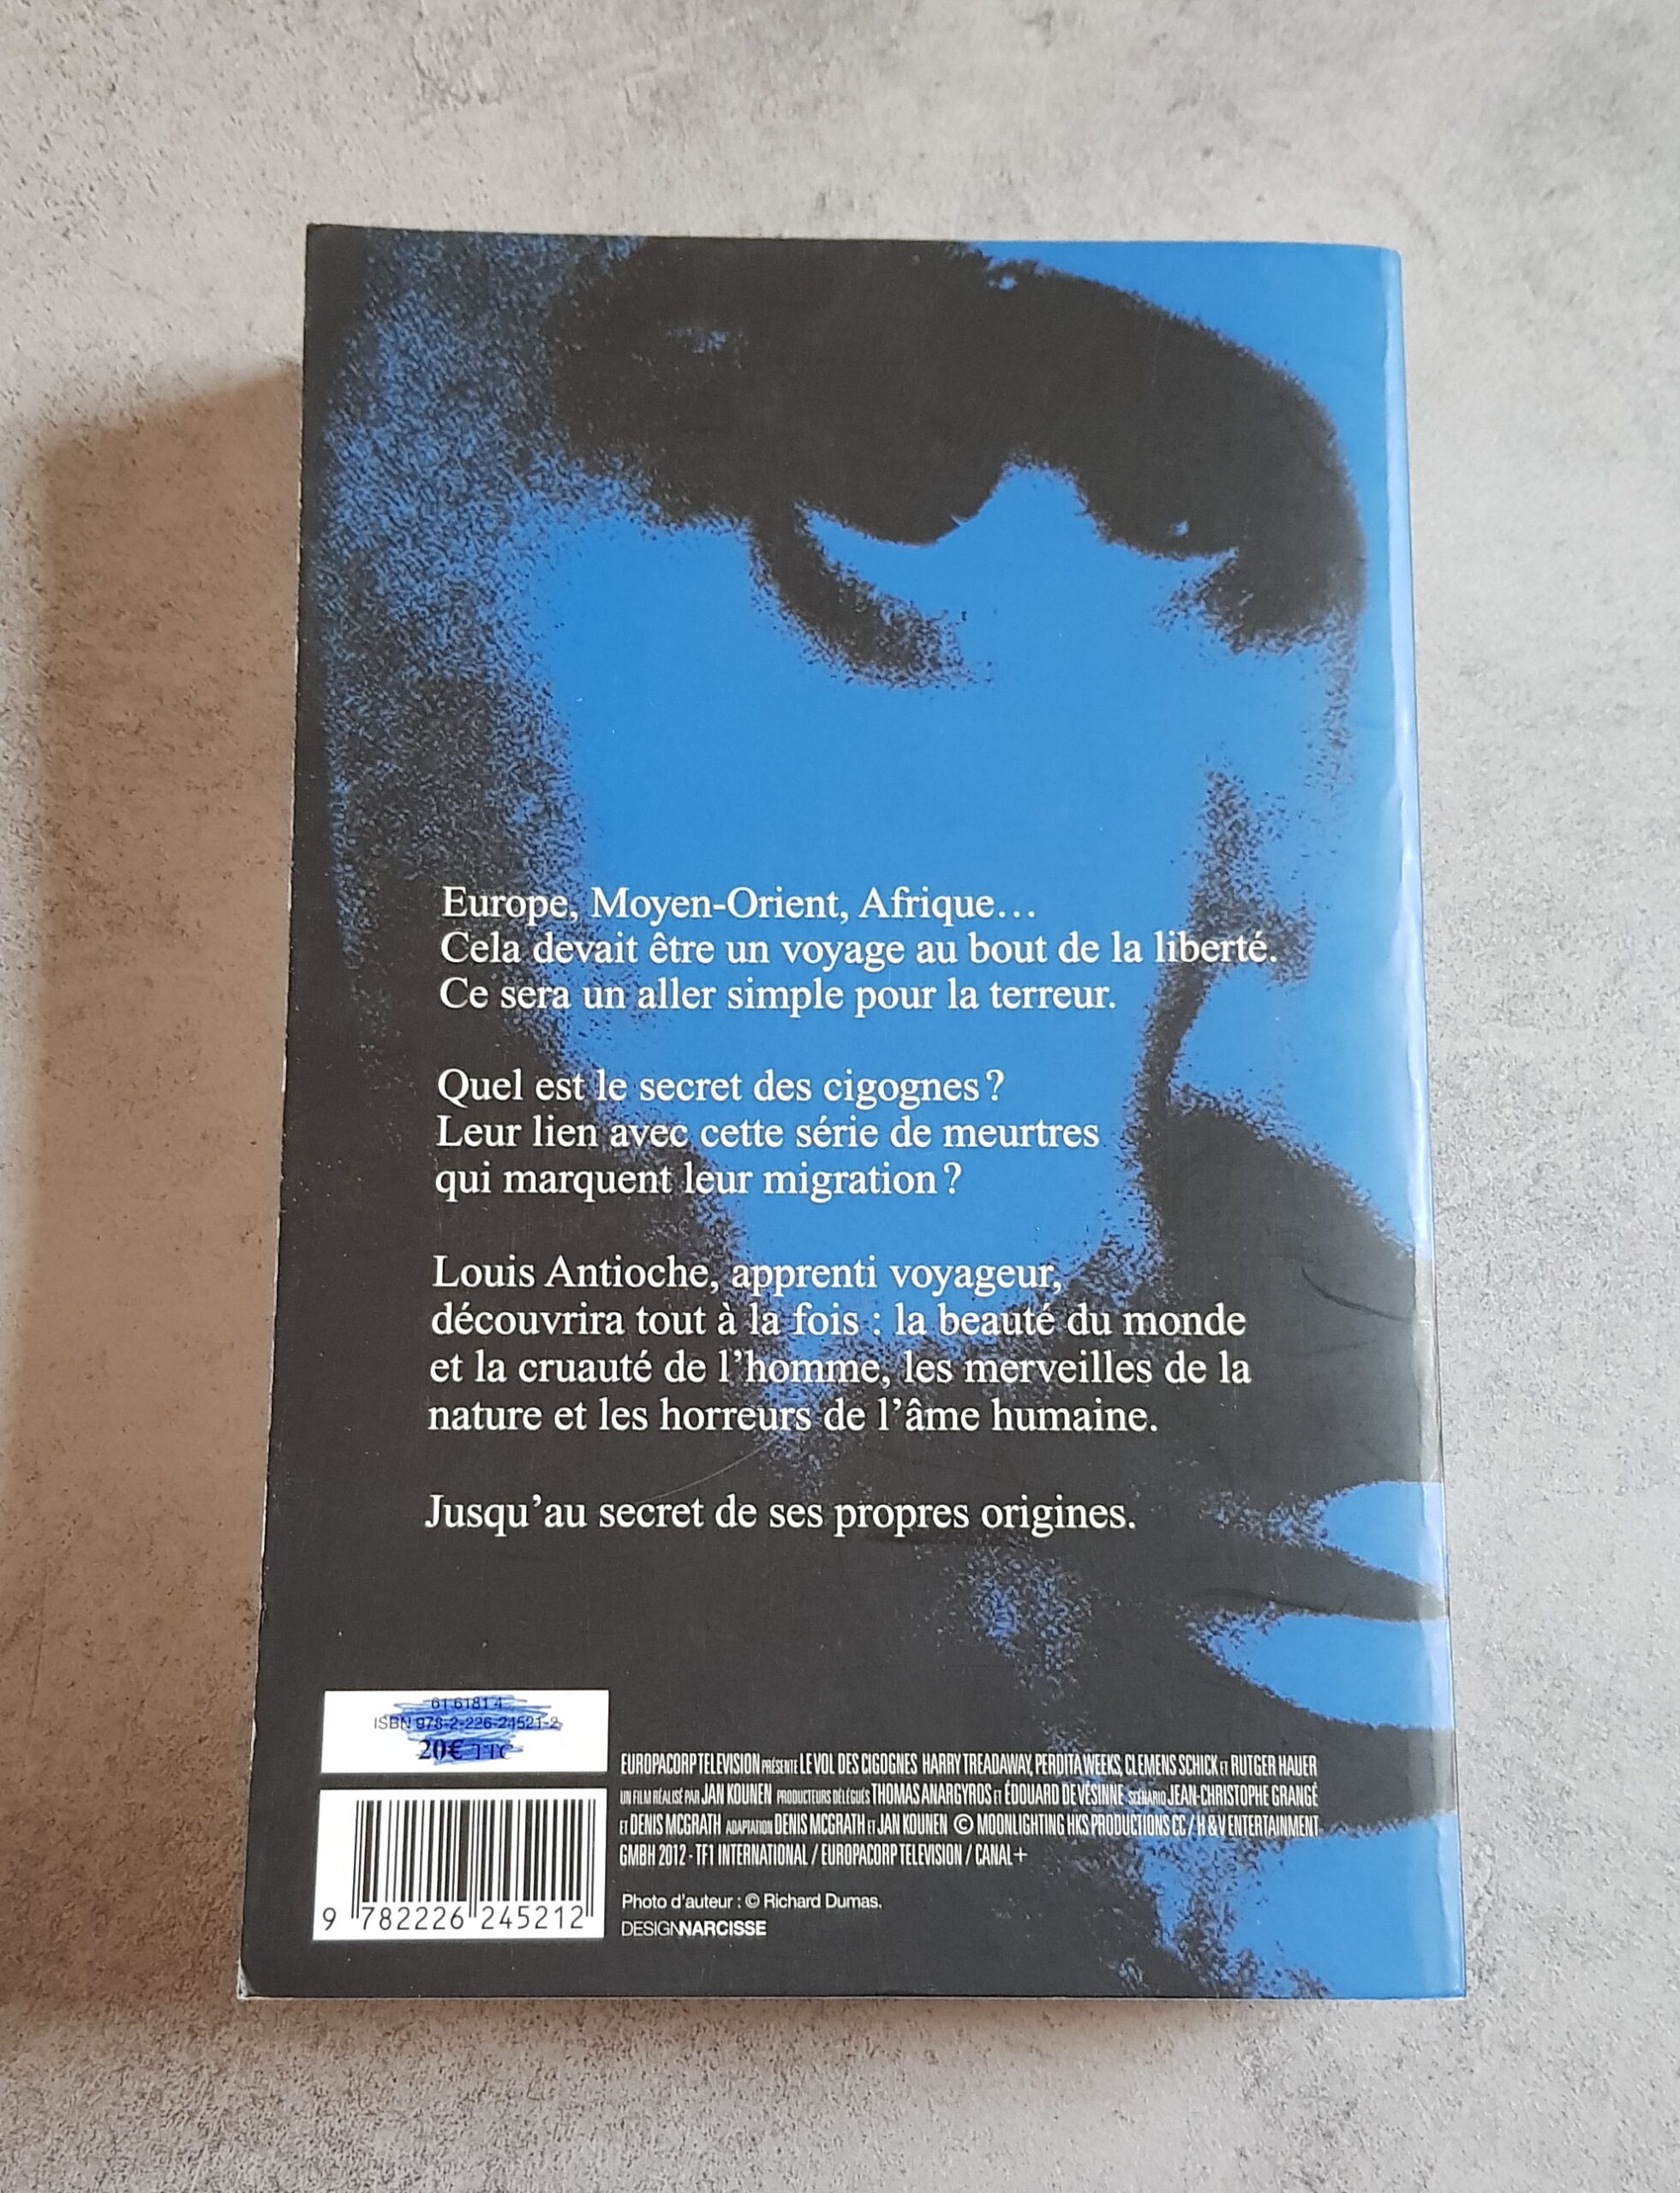 Europe, Moyen-Orient, Afrique…
Cela devait être un voyage au bout de la liberté.
Ce sera un aller simple pour la terreur.
Quel est le secret des cigognes ?
Leur lien avec cette série de meurtres
qui marquent leur migration ?
Louis Antioche, apprenti voyageur,
découvrira tout à la fois : la beauté du monde
et la cruauté de l’homme, les merveilles de la
nature et les horreurs de l’âme humaine.
Jusqu’au secret de ses propres origines.
61 6181 4
ISBN 978-2-226-24521-2
20€ TTC
9 782226 245212
EUROPACORP TELEVISION PRÉSENTE LE VOL DES CIGOGNES HARRY TREADAWAY, PERDITA WEEKS, CLEMENS SCHICK ET RUTGER HAUER
UN FILM RÉALISÉ PAR JAN KOUNEN PRODUCTEURS DÉLÉGUÉS THOMAS ANARGYROS ET ÉDOUARD DE VÉSINNE SCÉNARIO JEAN-CHRISTOPHE GRANGÉ
ET DENIS MCGRATH ADAPTATION DENIS MCGRATH ET JAN KOUNEN © MOONLIGHTING HKS PRODUCTIONS CC / H & V ENTERTAINMENT
GMBH 2012 - TF1 INTERNATIONAL / EUROPACORP TELEVISION / CANAL+
Photo d’auteur : © Richard Dumas.
DESIGNNARCISSE